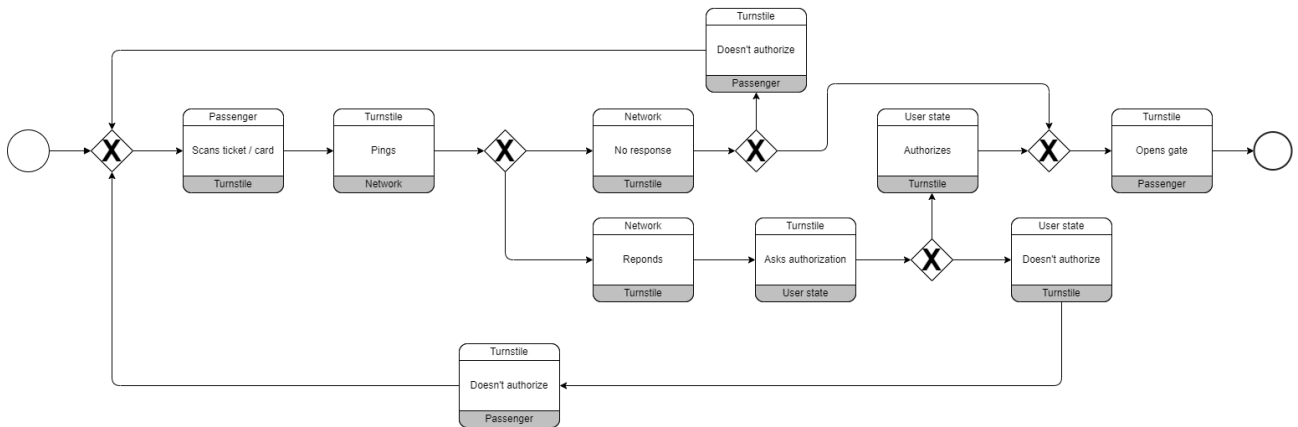 Turnstile
Doesn't authorize
Passenger
Passenger
Scans ticket / card
Turnstile
Turnstile
Pings
Network
Network
No response
Turnstile
User state
Authorizes
Turnstile
Turnstile
Opens gate
Passenger
X
X
X
X
Network
Reponds
Turnstile
Turnstile
Asks authorization
User state
X
User state
Doesn't authorize
Turnstile
Turnstile
Doesn't authorize
Passenger